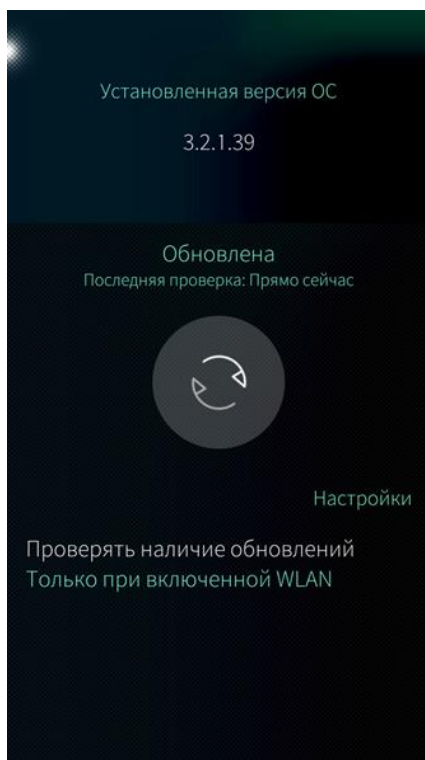 Установленная версия ОС
3.2.1.39
Обновлена
Последняя проверка: Прямо сейчас
Настройки
Проверять наличие обновлений
Только при включенной WLAN